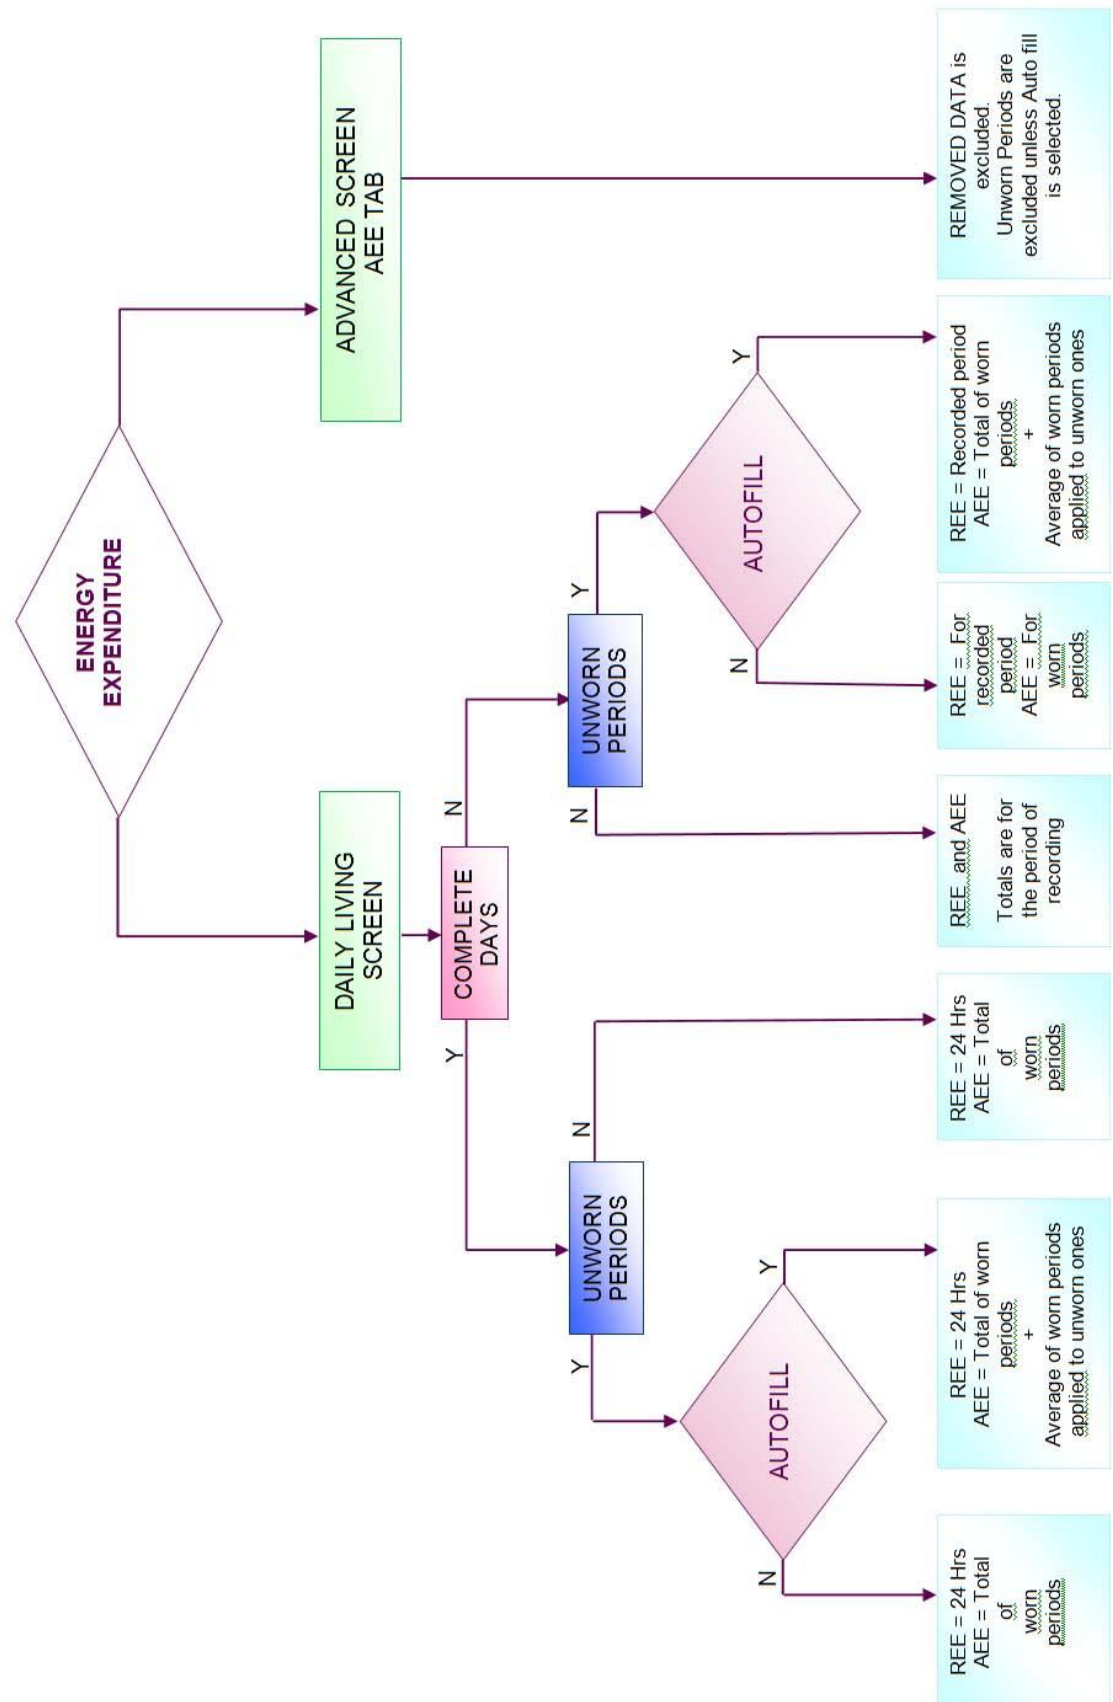 ENERGY
EXPENDITURE
DAILY LIVING
SCREEN
ADVANCED SCREEN
AEE TAB
COMPLETE
DAYS
Y
N
UNWORN
PERIODS
UNWORN
PERIODS
Y
N
N
Y
AUTOFILL
AUTOFILL
N
Y
N
Y
REE = 24 Hrs
AEE = Total
of
worn
periods
REE = 24 Hrs
AEE = Total of worn
periods
+
Average of worn periods
applied to unworn ones
REE = 24 Hrs
AEE = Total
of
worn
periods
REE and AEE
Totals are for
the period of
recording
REE = For
recorded
period
AEE = For
worn
periods
REE = Recorded period
AEE = Total of worn
periods
+
Average of worn periods
applied to unworn ones
REMOVED DATA is
excluded.
Unworn Periods are
excluded unless Auto fill
is selected.